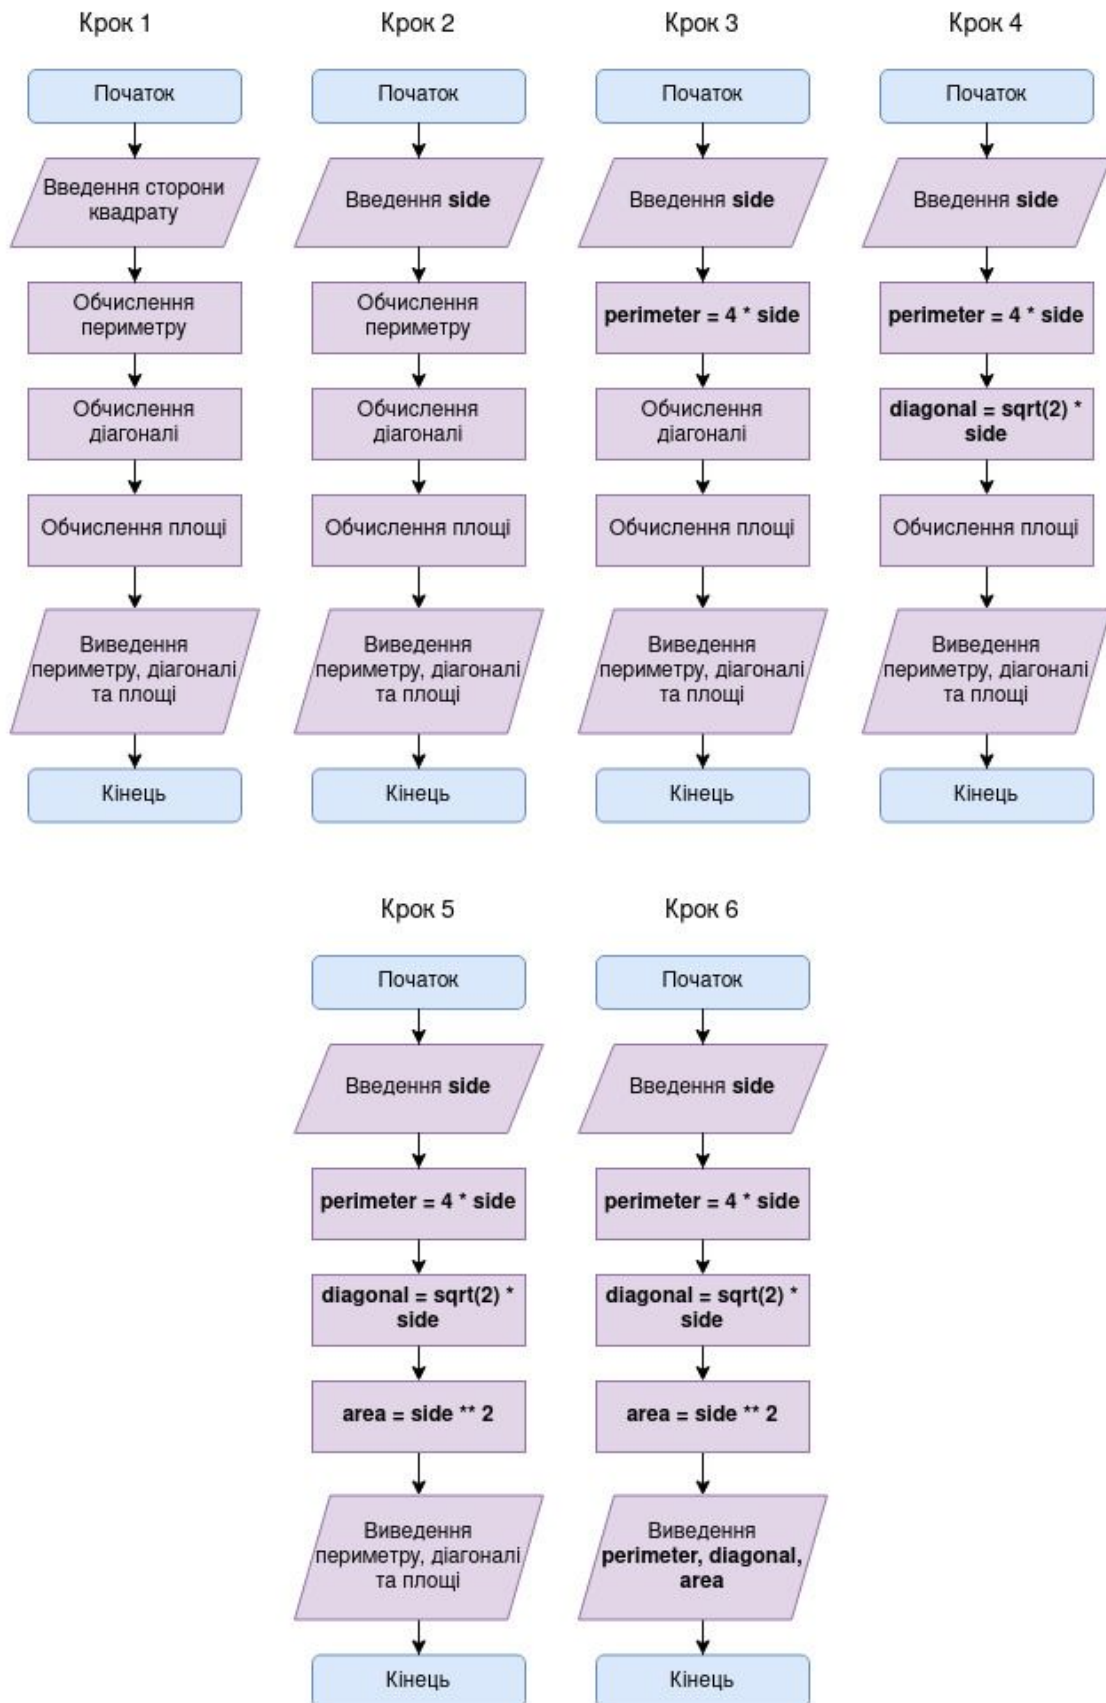 Крок 1
Початок
Введення сторони
квадрату
Обчислення
периметру
Обчислення
діагоналі
Обчислення площі
Виведення
периметру, діагоналі
та площі
Кінець
Крок 2
Початок
Введення side
Обчислення
периметру
Обчислення
діагоналі
Обчислення площі
Виведення
периметру, діагоналі
та площі
Кінець
Крок 3
Початок
Введення side
perimeter = 4 * side
Обчислення
діагоналі
Обчислення площі
Виведення
периметру, діагоналі
та площі
Кінець
Крок 4
Початок
Введення side
perimeter = 4 * side
diagonal = sqrt(2) *
side
Обчислення площі
Виведення
периметру, діагоналі
та площі
Кінець
Крок 5
Початок
Введення side
perimeter = 4 * side
diagonal = sqrt(2) *
side
area = side ** 2
Виведення
периметру, діагоналі
та площі
Кінець
Крок 6
Початок
Введення side
perimeter = 4 * side
diagonal = sqrt(2) *
side
area = side ** 2
Виведення
perimeter, diagonal,
area
Кінець